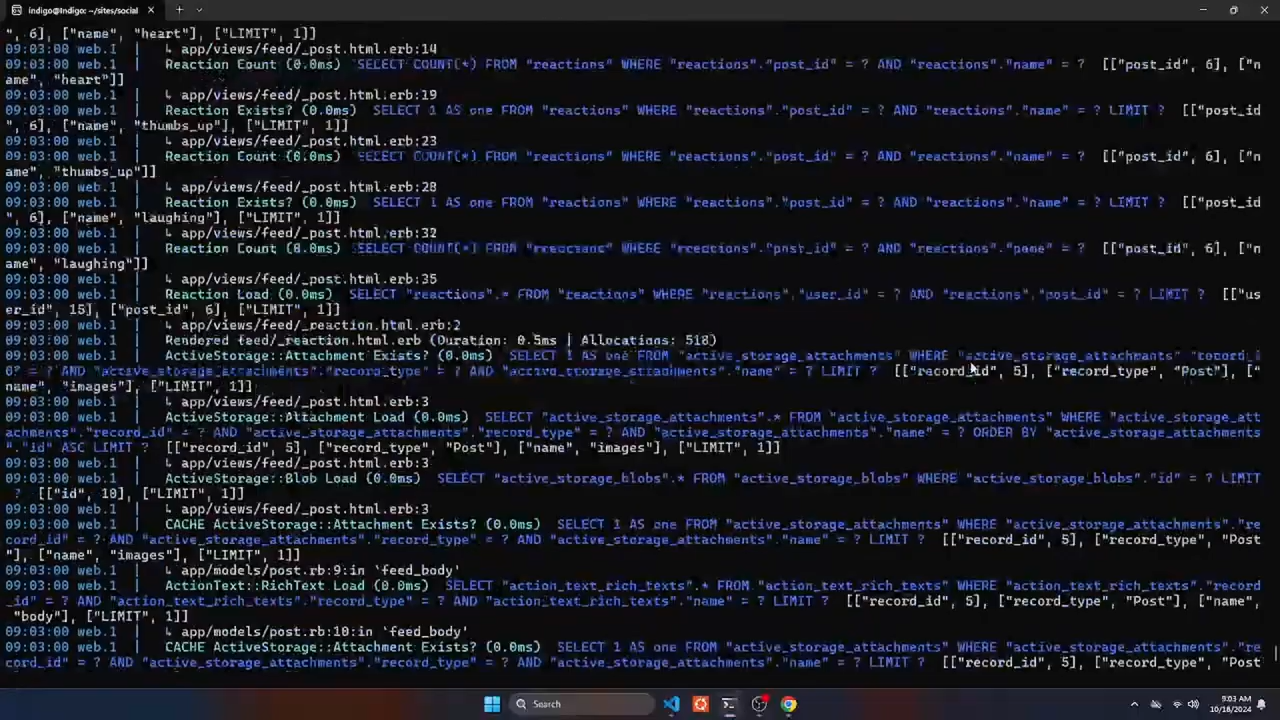 indigo@Indigo: ~/sites/social
", 6], ["name", "heart"], ["LIMIT", 1]]
09:03:00 web.1  |   ↳ app/views/feed/_post.html.erb:14
09:03:00 web.1  |   Reaction Count (0.0ms)  SELECT COUNT(*) FROM "reactions" WHERE "reactions"."post_id" = ? AND "reactions"."name" = ?  [["post_id", 6], ["n
ame", "heart"]]
09:03:00 web.1  |   ↳ app/views/feed/_post.html.erb:19
09:03:00 web.1  |   Reaction Exists? (0.0ms)  SELECT 1 AS one FROM "reactions" WHERE "reactions"."post_id" = ? AND "reactions"."name" = ? LIMIT ?  [["post_id
", 6], ["name", "thumbs_up"], ["LIMIT", 1]]
09:03:00 web.1  |   ↳ app/views/feed/_post.html.erb:23
09:03:00 web.1  |   Reaction Count (0.0ms)  SELECT COUNT(*) FROM "reactions" WHERE "reactions"."post_id" = ? AND "reactions"."name" = ?  [["post_id", 6], ["n
ame", "thumbs_up"]]
09:03:00 web.1  |   ↳ app/views/feed/_post.html.erb:28
09:03:00 web.1  |   Reaction Exists? (0.0ms)  SELECT 1 AS one FROM "reactions" WHERE "reactions"."post_id" = ? AND "reactions"."name" = ? LIMIT ?  [["post_id
", 6], ["name", "laughing"], ["LIMIT", 1]]
09:03:00 web.1  |   ↳ app/views/feed/_post.html.erb:32
09:03:00 web.1  |   Reaction Count (0.0ms)  SELECT COUNT(*) FROM "reactions" WHERE "reactions"."post_id" = ? AND "reactions"."name" = ?  [["post_id", 6], ["n
ame", "laughing"]]
09:03:00 web.1  |   ↳ app/views/feed/_post.html.erb:35
09:03:00 web.1  |   Reaction Load (0.0ms)  SELECT "reactions".* FROM "reactions" WHERE "reactions"."user_id" = ? AND "reactions"."post_id" = ? LIMIT ?  [["us
er_id", 15], ["post_id", 6], ["LIMIT", 1]]
09:03:00 web.1  |   ↳ app/views/feed/_reaction.html.erb:2
09:03:00 web.1  |   Rendered feed/_reaction.html.erb (Duration: 0.5ms | Allocations: 518)
09:03:00 web.1  |   ActiveStorage::Attachment Exists? (0.0ms)  SELECT 1 AS one FROM "active_storage_attachments" WHERE "active_storage_attachments"."record_i
d" = ? AND "active_storage_attachments"."record_type" = ? AND "active_storage_attachments"."name" = ? LIMIT ?  [["record_id", 5], ["record_type", "Post"], ["
name", "images"], ["LIMIT", 1]]
09:03:00 web.1  |   ↳ app/views/feed/_post.html.erb:3
09:03:00 web.1  |   ActiveStorage::Attachment Load (0.0ms)  SELECT "active_storage_attachments".* FROM "active_storage_attachments" WHERE "active_storage_att
achments"."record_id" = ? AND "active_storage_attachments"."record_type" = ? AND "active_storage_attachments"."name" = ? ORDER BY "active_storage_attachments
"."id" ASC LIMIT ?  [["record_id", 5], ["record_type", "Post"], ["name", "images"], ["LIMIT", 1]]
09:03:00 web.1  |   ↳ app/views/feed/_post.html.erb:3
09:03:00 web.1  |   ActiveStorage::Blob Load (0.0ms)  SELECT "active_storage_blobs".* FROM "active_storage_blobs" WHERE "active_storage_blobs"."id" = ? LIMIT
?  [["id", 10], ["LIMIT", 1]]
09:03:00 web.1  |   ↳ app/views/feed/_post.html.erb:3
09:03:00 web.1  |   CACHE ActiveStorage::Attachment Exists? (0.0ms)  SELECT 1 AS one FROM "active_storage_attachments" WHERE "active_storage_attachments"."re
cord_id" = ? AND "active_storage_attachments"."record_type" = ? AND "active_storage_attachments"."name" = ? LIMIT ?  [["record_id", 5], ["record_type", "Post
"], ["name", "images"], ["LIMIT", 1]]
09:03:00 web.1  |   ↳ app/models/post.rb:9:in `feed_body'
09:03:00 web.1  |   ActionText::RichText Load (0.0ms)  SELECT "action_text_rich_texts".* FROM "action_text_rich_texts" WHERE "action_text_rich_texts"."record
_id" = ? AND "action_text_rich_texts"."record_type" = ? AND "action_text_rich_texts"."name" = ? LIMIT ?  [["record_id", 5], ["record_type", "Post"], ["name",
"body"], ["LIMIT", 1]]
09:03:00 web.1  |   ↳ app/models/post.rb:10:in `feed_body'
09:03:00 web.1  |   CACHE ActiveStorage::Attachment Exists? (0.0ms)  SELECT 1 AS one FROM "active_storage_attachments" WHERE "active_storage_attachments"."re
cord_id" = ? AND "active_storage_attachments"."record_type" = ? AND "active_storage_attachments"."name" = ? LIMIT ?  [["record_id", 5], ["record_type", "Post
Search
9:03 AM
10/18/2024